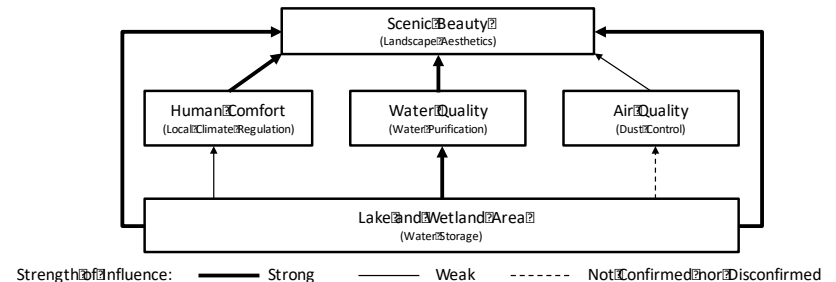 Scenic Beauty
(Landscape Aesthetics)
Human Comfort
(Local Climate Regulation)
Water Quality
(Water Purification)
Air Quality
(Dust Control)
Lake and Wetland Area
(Water Storage)
Strength of Influence: Strong Weak Not Confirmed nor Disconfirmed